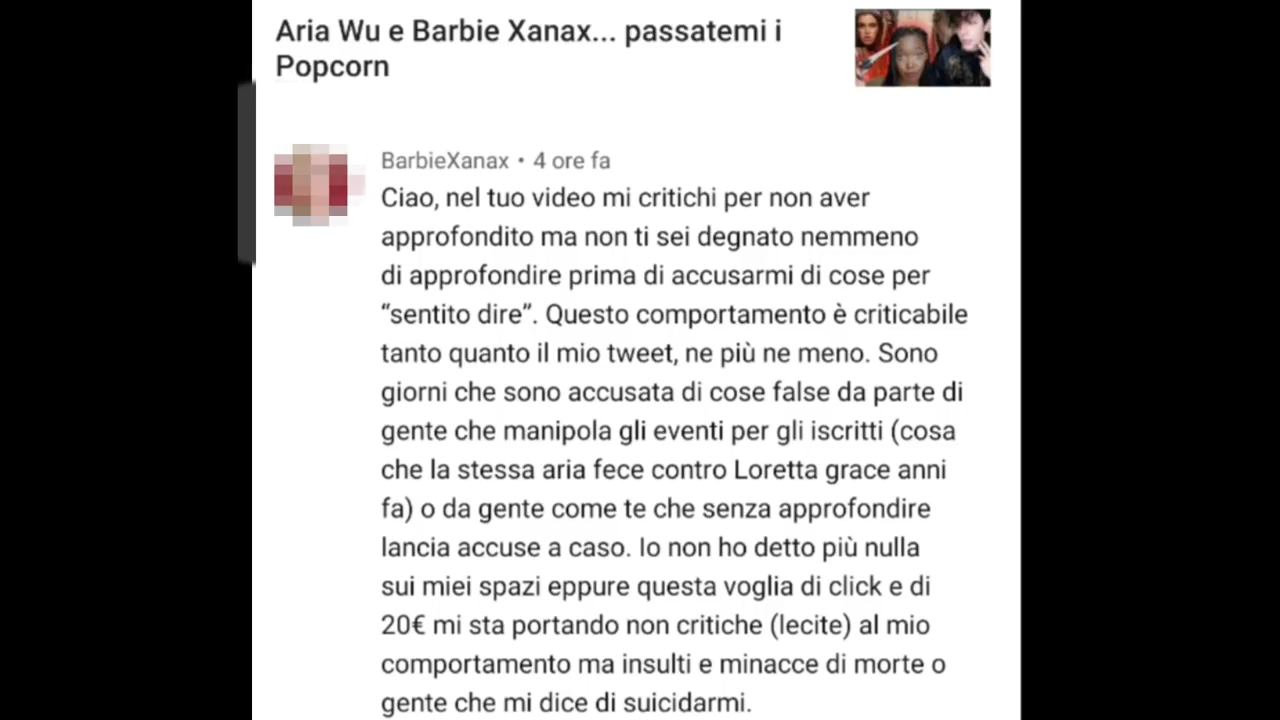 Aria Wu e Barbie Xanax... passatemi i
Popcorn
BarbieXanax • 4 ore fa
Ciao, nel tuo video mi critichi per non aver
approfondito ma non ti sei degnato nemmeno
di approfondire prima di accusarmi di cose per
“sentito dire”. Questo comportamento è criticabile
tanto quanto il mio tweet, ne più ne meno. Sono
giorni che sono accusata di cose false da parte di
gente che manipola gli eventi per gli iscritti (cosa
che la stessa aria fece contro Loretta grace anni
fa) o da gente come te che senza approfondire
lancia accuse a caso. Io non ho detto più nulla
sui miei spazi eppure questa voglia di click e di
20€ mi sta portando non critiche (lecite) al mio
comportamento ma insulti e minacce di morte o
gente che mi dice di suicidarmi.